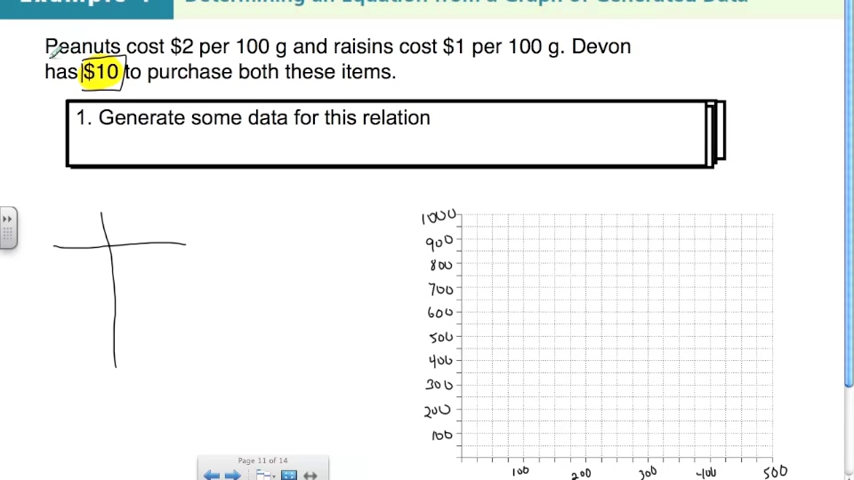 Example 4 Determining an Equation from a Graph of Generated Data
Peanuts cost $2 per 100 g and raisins cost $1 per 100 g. Devon
has $10 to purchase both these items.
1. Generate some data for this relation
1000
900
800
700
600
500
400
300
200
100
100 200 300 400 500
Page 11 of 14